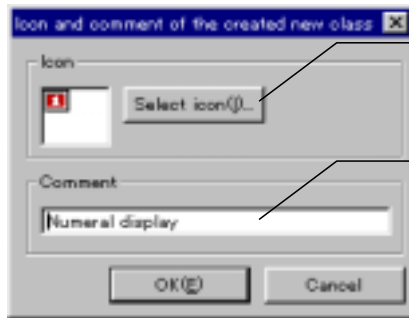 Icon and comment of the created new class
Icon
Select icon(I)...
Comment
Numeral display
OK(E)
Cancel